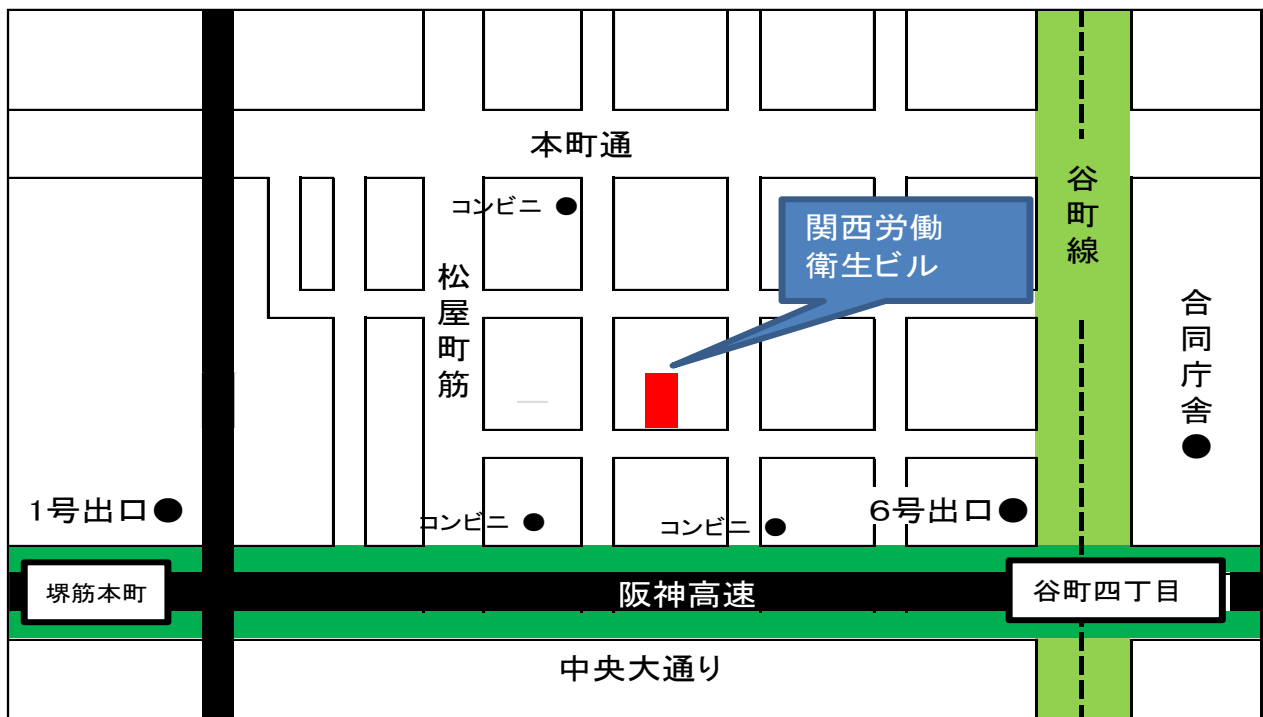 本町通
谷町線
コンビニ
関西労働
衛生ビル
松屋町筋
合同庁舎
1号出口
コンビニ
コンビニ
6号出口
堺筋本町
阪神高速
谷町四丁目
中央大通り